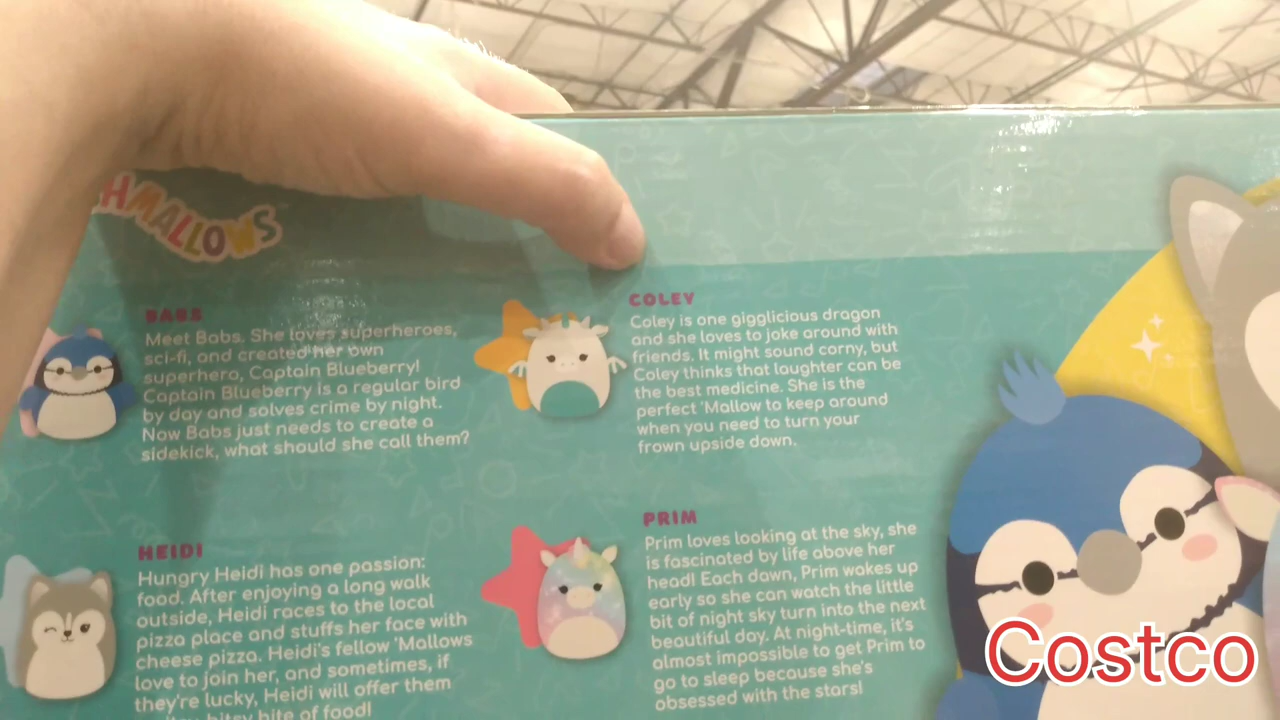 HMALLOWS
BABS
Meet Babs. She loves superheroes,
sci-fi, and created her own
superhero, Captain Blueberry!
Captain Blueberry is a regular bird
by day and solves crime by night.
Now Babs just needs to create a
sidekick, what should she call them?
COLEY
Coley is one gigglicious dragon
and she loves to joke around with
friends. It might sound corny, but
Coley thinks that laughter can be
the best medicine. She is the
perfect 'Mallow to keep around
when you need to turn your
frown upside down.
HEIDI
Hungry Heidi has one passion:
food. After enjoying a long walk
outside, Heidi races to the local
pizza place and stuffs her face with
cheese pizza. Heidi's fellow 'Mallows
love to join her, and sometimes, if
they're lucky, Heidi will offer them
bitsy bite of food!
PRIM
Prim loves looking at the sky, she
is fascinated by life above her
head! Each dawn, Prim wakes up
early so she can watch the little
bit of night sky turn into the next
beautiful day. At night-time, it's
almost impossible to get Prim to
go to sleep because she's
obsessed with the stars!
Costco